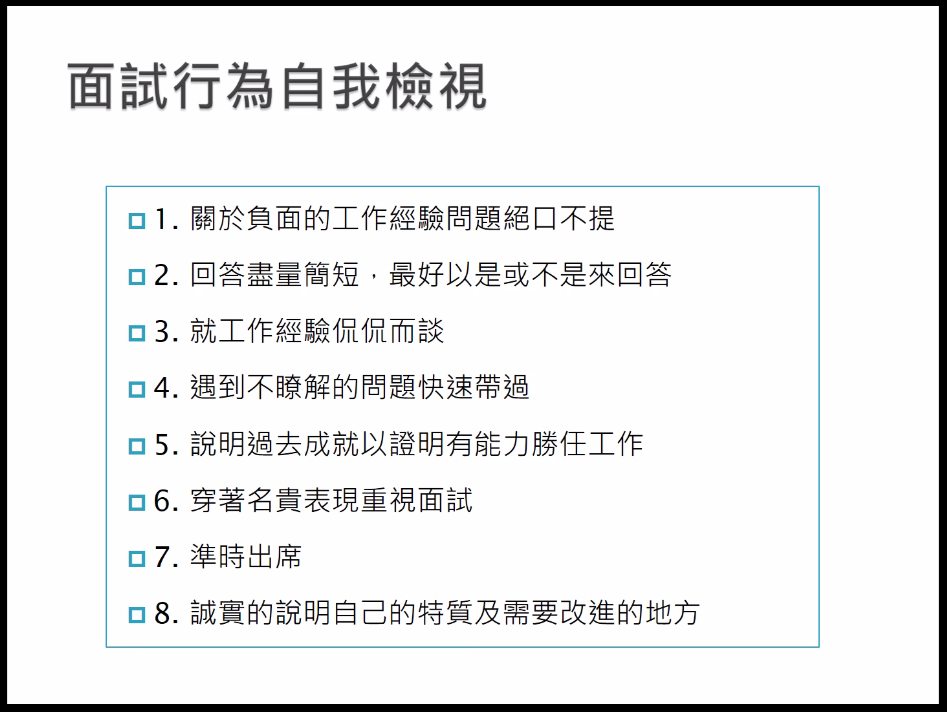 面試行為自我檢視
1. 關於負面的工作經驗問題絕口不提
2. 回答盡量簡短，最好以是或不是來回答
3. 就工作經驗侃侃而談
4. 遇到不瞭解的問題快速帶過
5. 說明過去成就以證明有能力勝任工作
6. 穿著名貴表現重視面試
7. 準時出席
8. 誠實的說明自己的特質及需要改進的地方